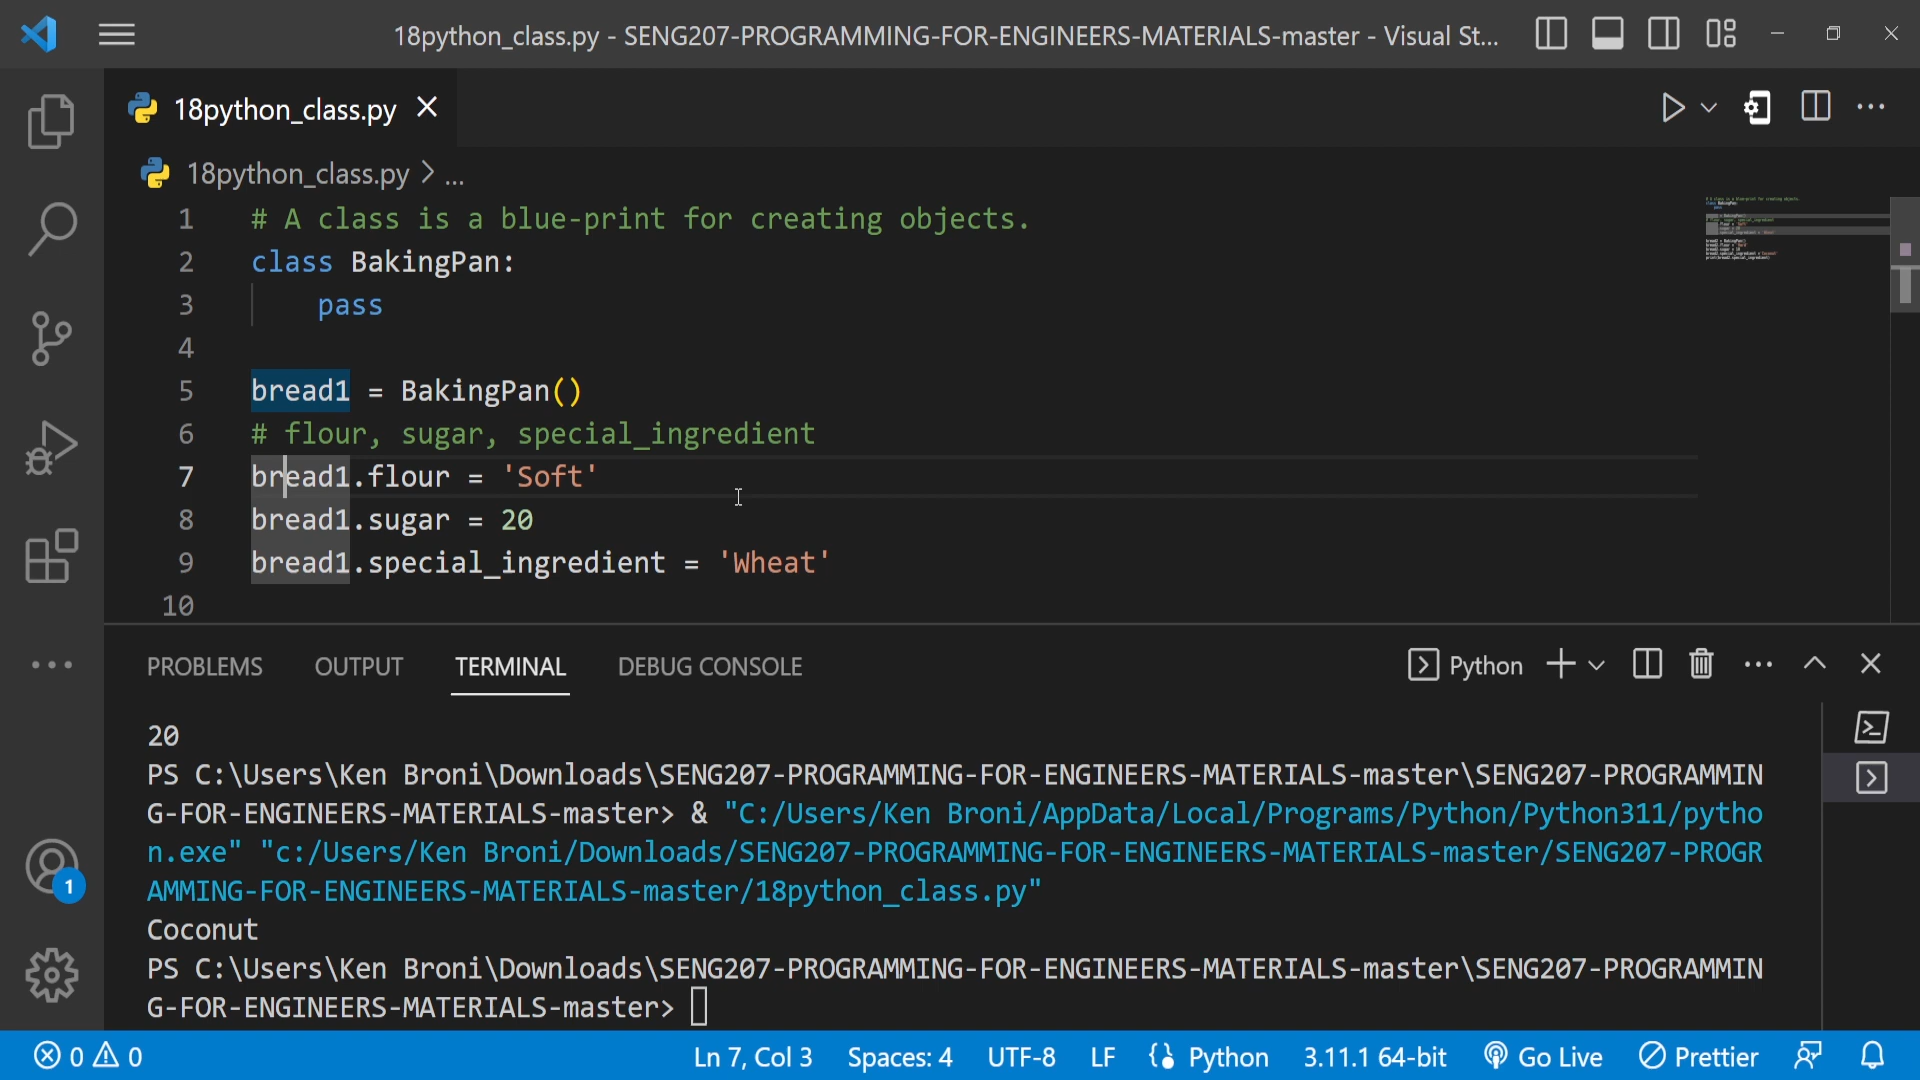 18python_class.py - SENG207-PROGRAMMING-FOR-ENGINEERS-MATERIALS-master - Visual St...
18python_class.py
18python_class.py > ...
1 # A class is a blue-print for creating objects.
2 class BakingPan:
3 pass
4
5 bread1 = BakingPan()
6 # flour, sugar, special_ingredient
7 bread1.flour = 'Soft'
8 bread1.sugar = 20
9 bread1.special_ingredient = 'Wheat'
10
PROBLEMS OUTPUT TERMINAL DEBUG CONSOLE Python
20
PS C:\Users\Ken Broni\Downloads\SENG207-PROGRAMMING-FOR-ENGINEERS-MATERIALS-master\SENG207-PROGRAMMIN
G-FOR-ENGINEERS-MATERIALS-master> & "C:/Users/Ken Broni/AppData/Local/Programs/Python/Python311/pytho
n.exe" "c:/Users/Ken Broni/Downloads/SENG207-PROGRAMMING-FOR-ENGINEERS-MATERIALS-master/SENG207-PROGR
AMMING-FOR-ENGINEERS-MATERIALS-master/18python_class.py"
Coconut
PS C:\Users\Ken Broni\Downloads\SENG207-PROGRAMMING-FOR-ENGINEERS-MATERIALS-master\SENG207-PROGRAMMIN
G-FOR-ENGINEERS-MATERIALS-master>
1
0 0 Ln 7, Col 3 Spaces: 4 UTF-8 LF Python 3.11.1 64-bit Go Live Prettier